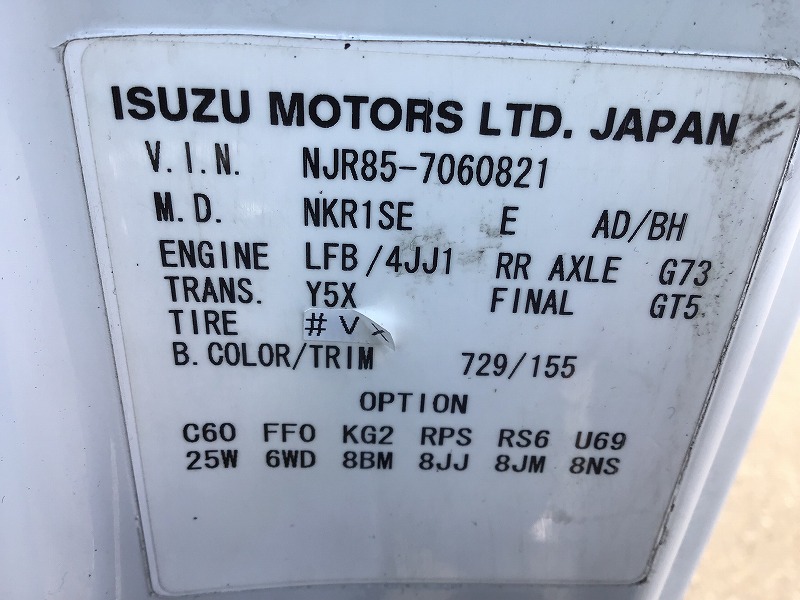 ISUZU MOTORS LTD. JAPAN
V.I.N. NJR85-7060821
M.D. NKR1SE E AD/BH
ENGINE LFB/4JJ1 RR AXLE G73
TRANS. Y5X FINAL GT5
TIRE #V
B.COLOR/TRIM 729/155
OPTION
C60 FF0 KG2 RPS RS6 U69
25W 6WD 8BM 8JJ 8JM 8NS